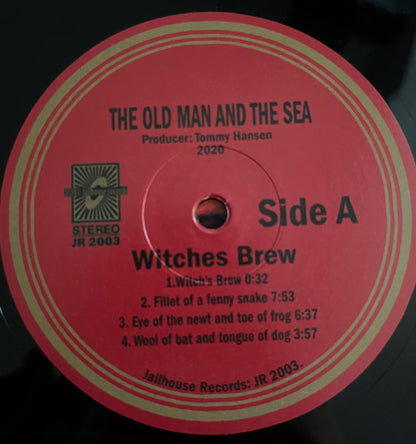 THE OLD MAN AND THE SEA
Producer: Tommy Hansen
2020
STEREO
JR 2003
Side A
Witches Brew
1.Witch's Brew 0:32
2. Fillet of a fenny snake 7:53
3. Eye of the newt and toe of frog 6:37
4. Wool of bat and tongue of dog 3:57
Jailhouse Records: JR 2003.